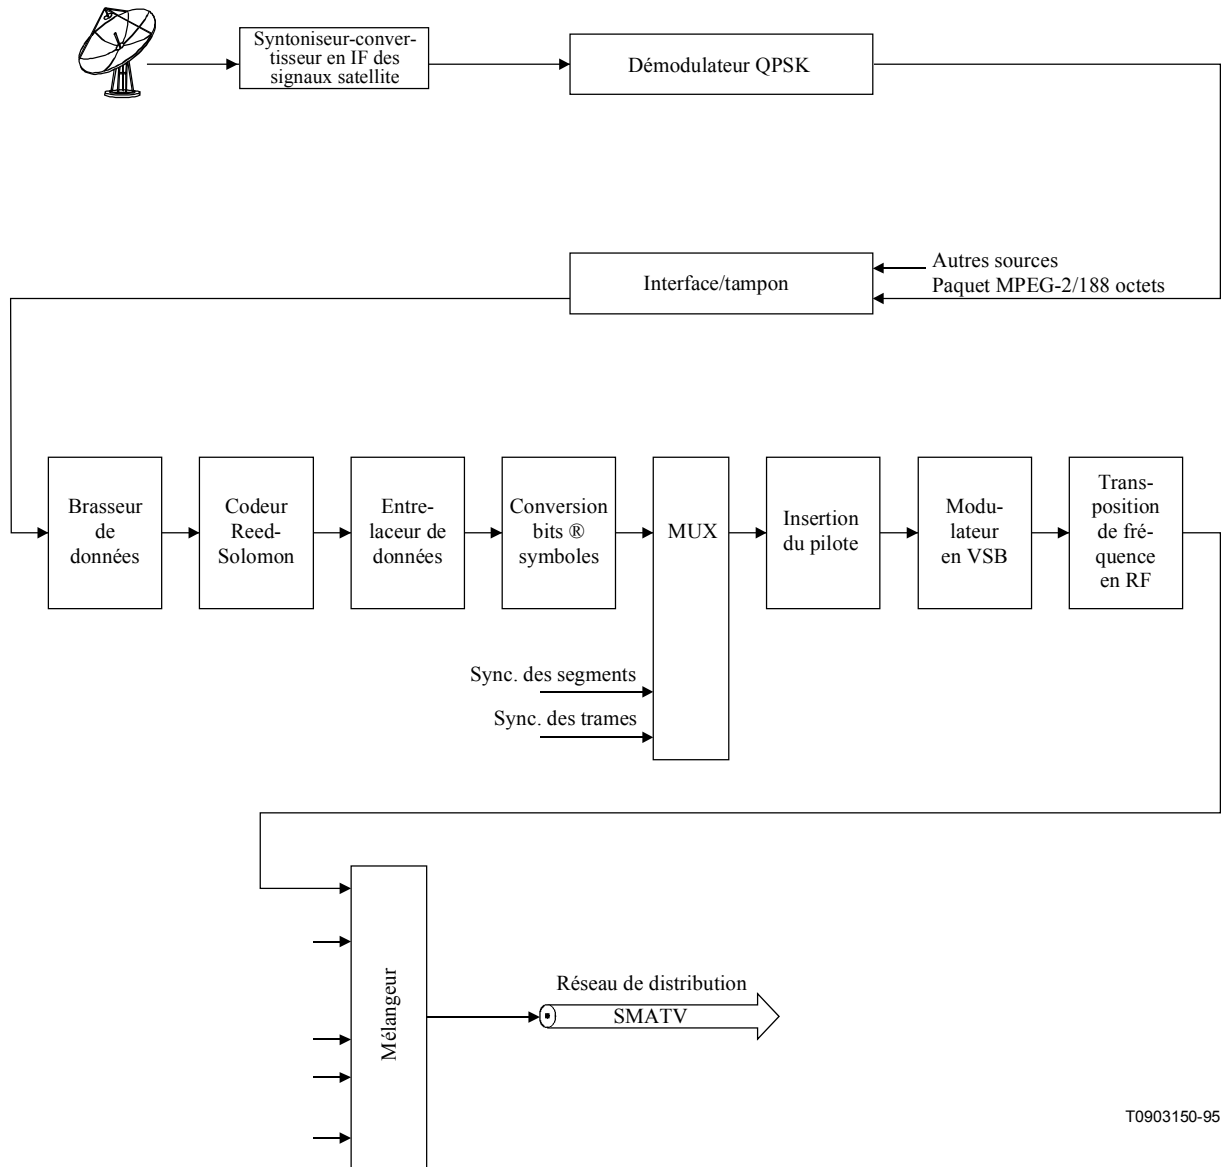 Syntoniseur-conver-
tisseur en IF des
signaux satellite
Démodulateur QPSK
Interface/tampon
Autres sources
Paquet MPEG-2/188 octets
Brasseur
de
données
Codeur
Reed-
Solomon
Entre-
laceur de
données
Conversion
bits ®
symboles
MUX
Insertion
du pilote
Modu-
lateur
en VSB
Trans-
position
de fré-
quence
en RF
Sync. des segments
Sync. des trames
Mélangeur
Réseau de distribution
SMATV
T0903150-95